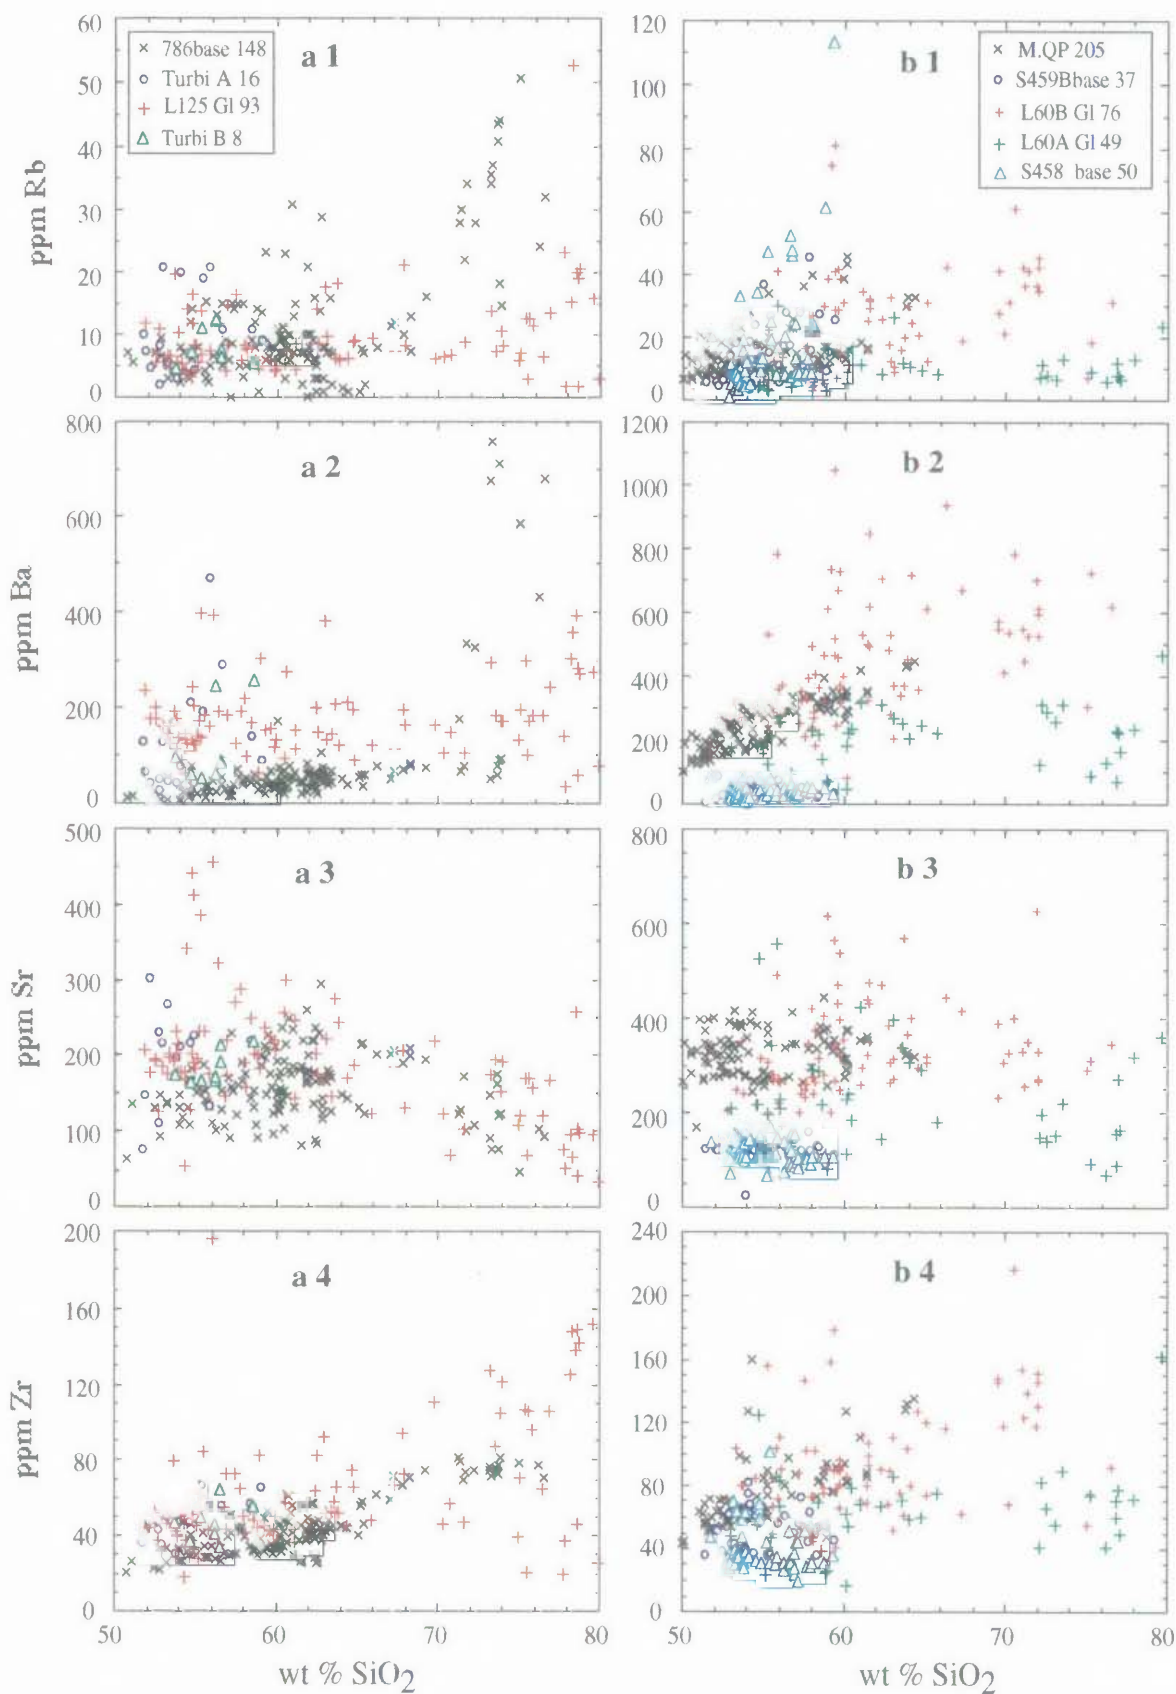 a 1
× 786base 148
o Turbi A 16
+ L125 Gl 93
Δ Turbi B 8
ppm Rb
60
50
40
30
20
10
0
b 1
× M.QP 205
o S459Bbase 37
+ L60B Gl 76
+ L60A Gl 49
Δ S458 base 50
120
100
80
60
40
20
0
a 2
ppm Ba
800
600
400
200
0
b 2
1200
1000
800
600
400
200
0
a 3
ppm Sr
500
400
300
200
100
0
b 3
800
600
400
200
0
a 4
ppm Zr
200
160
120
80
40
0
50 60 70 80
wt % SiO₂
b 4
240
200
160
120
80
40
0
50 60 70 80
wt % SiO₂